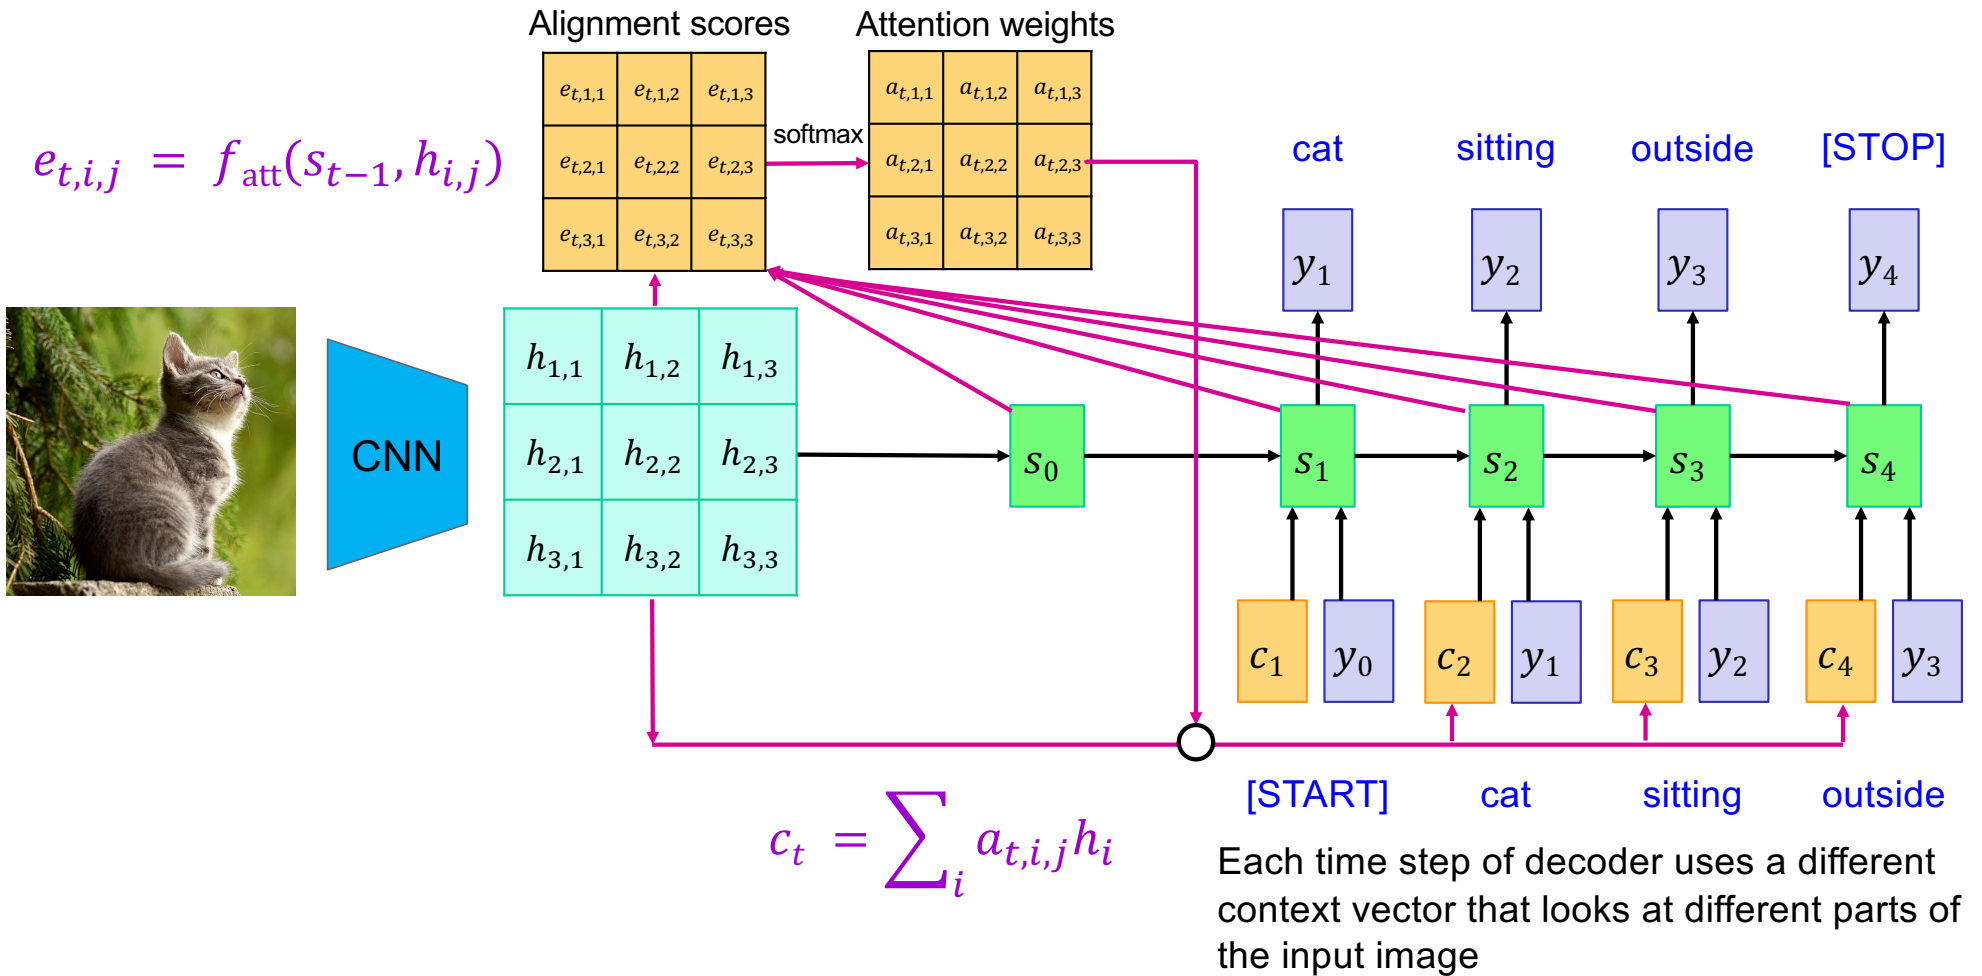 Alignment scores
Attention weights
e_{t,1,1} e_{t,1,2} e_{t,1,3}
e_{t,2,1} e_{t,2,2} e_{t,2,3}
e_{t,3,1} e_{t,3,2} e_{t,3,3}
softmax
a_{t,1,1} a_{t,1,2} a_{t,1,3}
a_{t,2,1} a_{t,2,2} a_{t,2,3}
a_{t,3,1} a_{t,3,2} a_{t,3,3}
e_{t,i,j} = f_{att}(s_{t−1}, h_{i,j})
cat sitting outside [STOP]
y_1 y_2 y_3 y_4
CNN
h_{1,1} h_{1,2} h_{1,3}
h_{2,1} h_{2,2} h_{2,3}
h_{3,1} h_{3,2} h_{3,3}
s_0 s_1 s_2 s_3 s_4
c_1 y_0 c_2 y_1 c_3 y_2 c_4 y_3
[START] cat sitting outside
c_t = ∑_i a_{t,i,j} h_i
Each time step of decoder uses a different
context vector that looks at different parts of
the input image